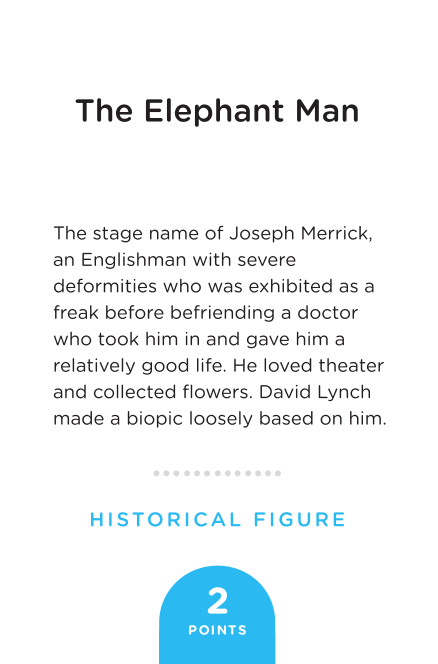 The Elephant Man
The stage name of Joseph Merrick,
an Englishman with severe
deformities who was exhibited as a
freak before befriending a doctor
who took him in and gave him a
relatively good life. He loved theater
and collected flowers. David Lynch
made a biopic loosely based on him.
HISTORICAL FIGURE
2
POINTS